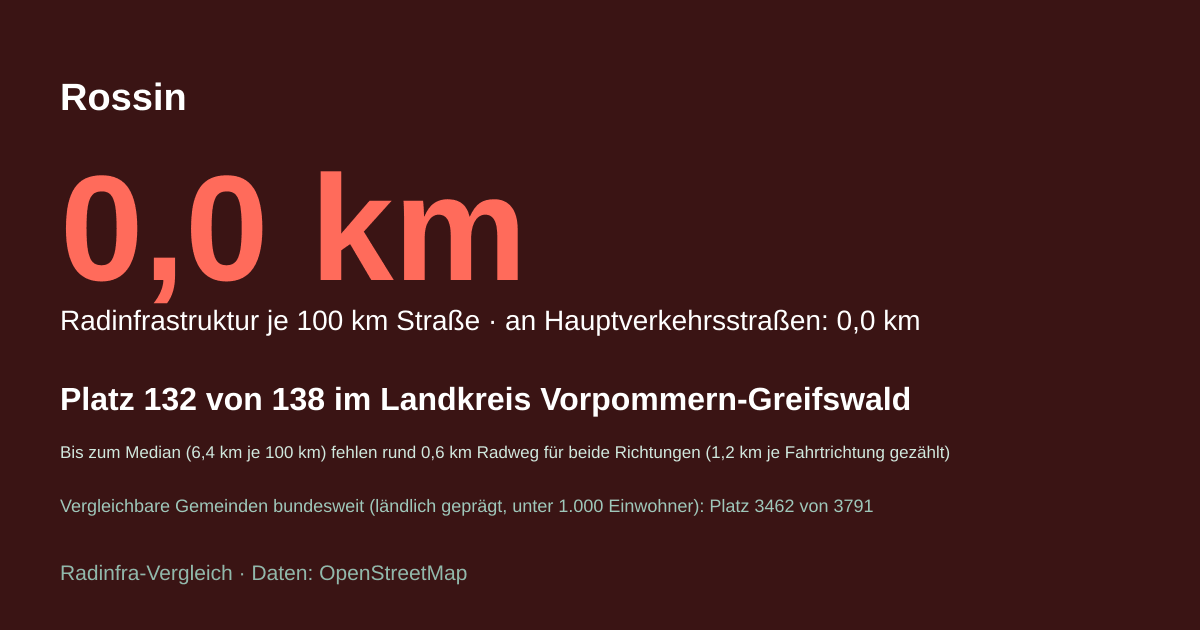 Rossin
0,0 km
Radinfrastruktur je 100 km Straße · an Hauptverkehrsstraßen: 0,0 km
Platz 132 von 138 im Landkreis Vorpommern-Greifswald
Bis zum Median (6,4 km je 100 km) fehlen rund 0,6 km Radweg für beide Richtungen (1,2 km je Fahrtrichtung gezählt)
Vergleichbare Gemeinden bundesweit (ländlich geprägt, unter 1.000 Einwohner): Platz 3462 von 3791
Radinfra-Vergleich · Daten: OpenStreetMap